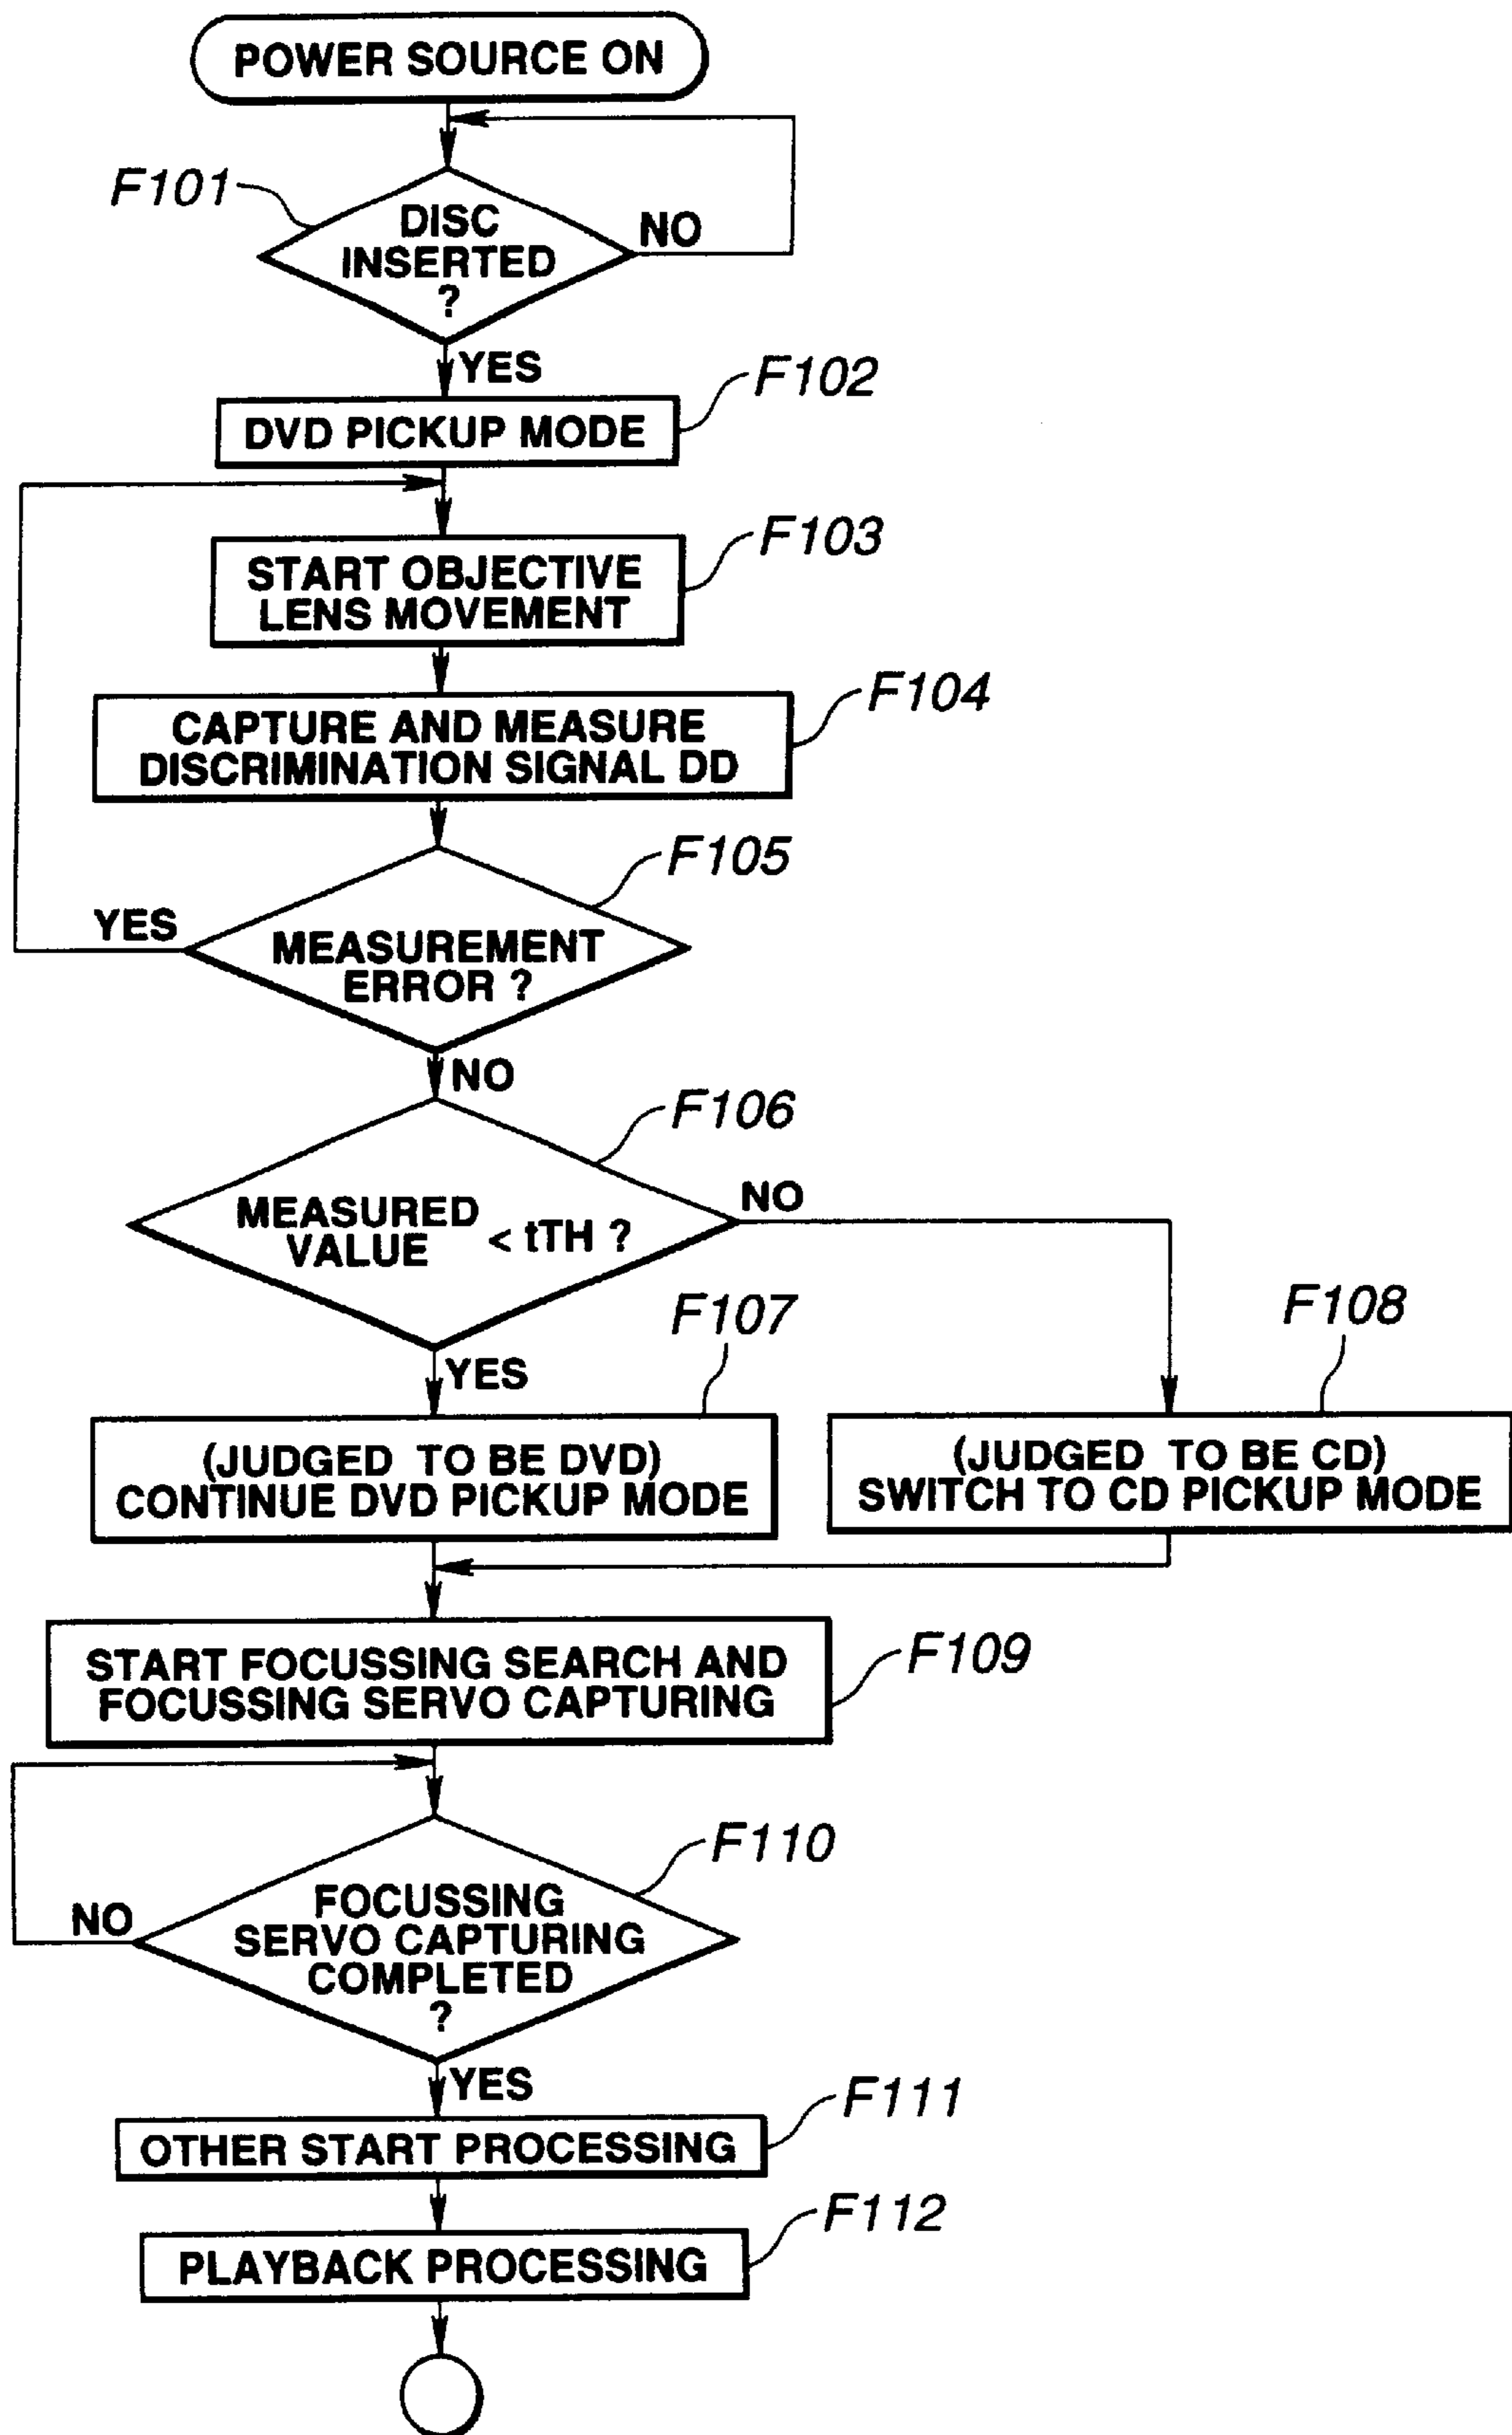 POWER SOURCE ON
F101
DISC
INSERTED
?
NO
YES
F102
DVD PICKUP MODE
F103
START OBJECTIVE
LENS MOVEMENT
F104
CAPTURE AND MEASURE
DISCRIMINATION SIGNAL DD
F105
YES
MEASUREMENT
ERROR ?
NO
F106
MEASURED
VALUE
< tTH ?
NO
YES
F107
F108
(JUDGED TO BE DVD)
CONTINUE DVD PICKUP MODE
(JUDGED TO BE CD)
SWITCH TO CD PICKUP MODE
START FOCUSSING SEARCH AND
FOCUSSING SERVO CAPTURING
F109
F110
NO
FOCUSSING
SERVO CAPTURING
COMPLETED
?
YES
F111
OTHER START PROCESSING
F112
PLAYBACK PROCESSING